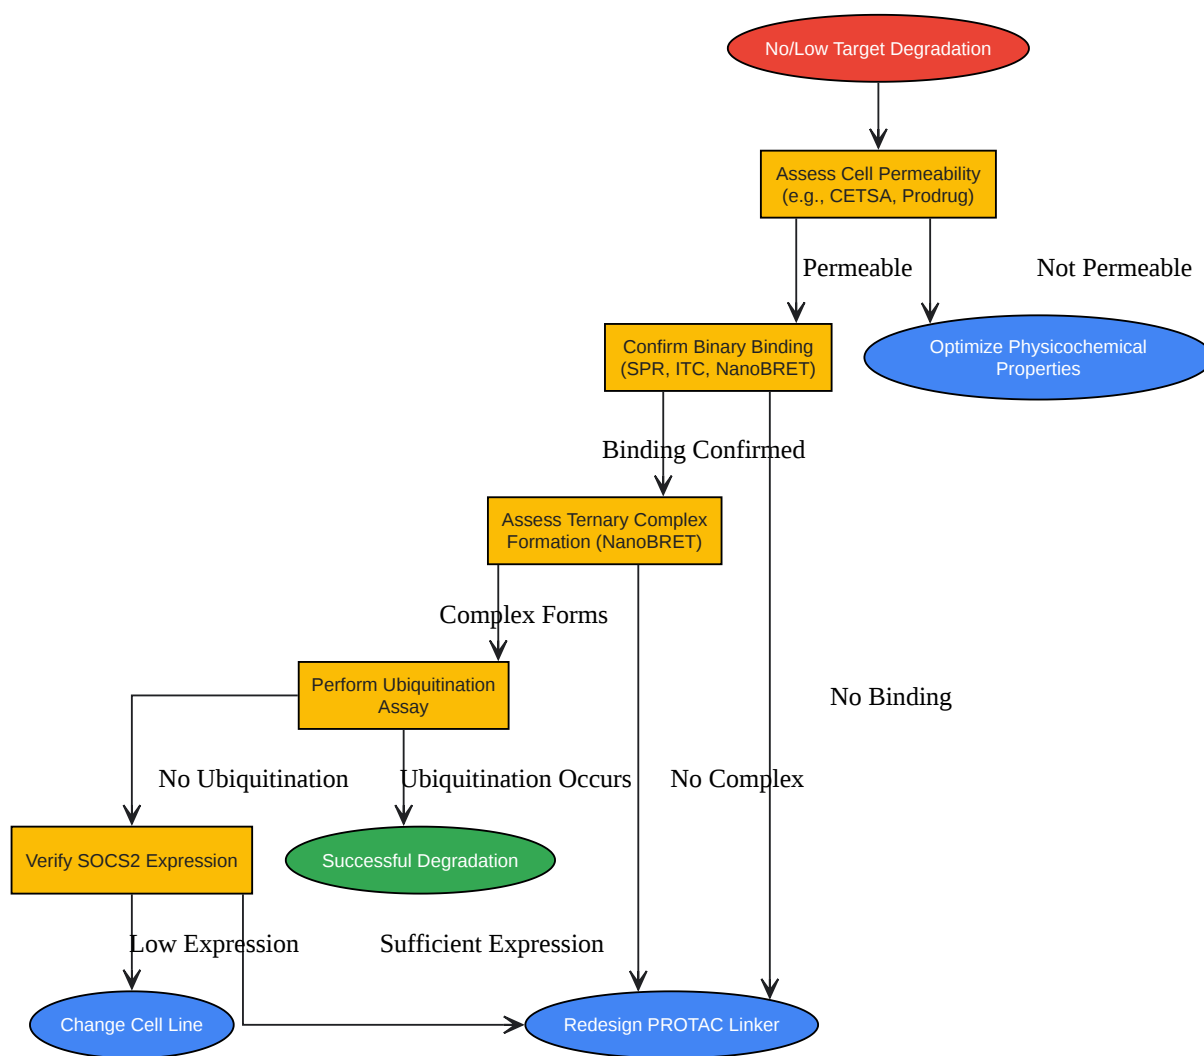 No/Low Target Degradation
Assess Cell Permeability
(e.g., CETSA, Prodrug)
Permeable
Not Permeable
Confirm Binary Binding
(SPR, ITC, NanoBRET)
Optimize Physicochemical
Properties
Binding Confirmed
Assess Ternary Complex
Formation (NanoBRET)
Complex Forms
Perform Ubiquitination
Assay
No Binding
No Ubiquitination
Ubiquitination Occurs
No Complex
Verify SOCS2 Expression
Successful Degradation
Low Expression
Sufficient Expression
Change Cell Line
Redesign PROTAC Linker